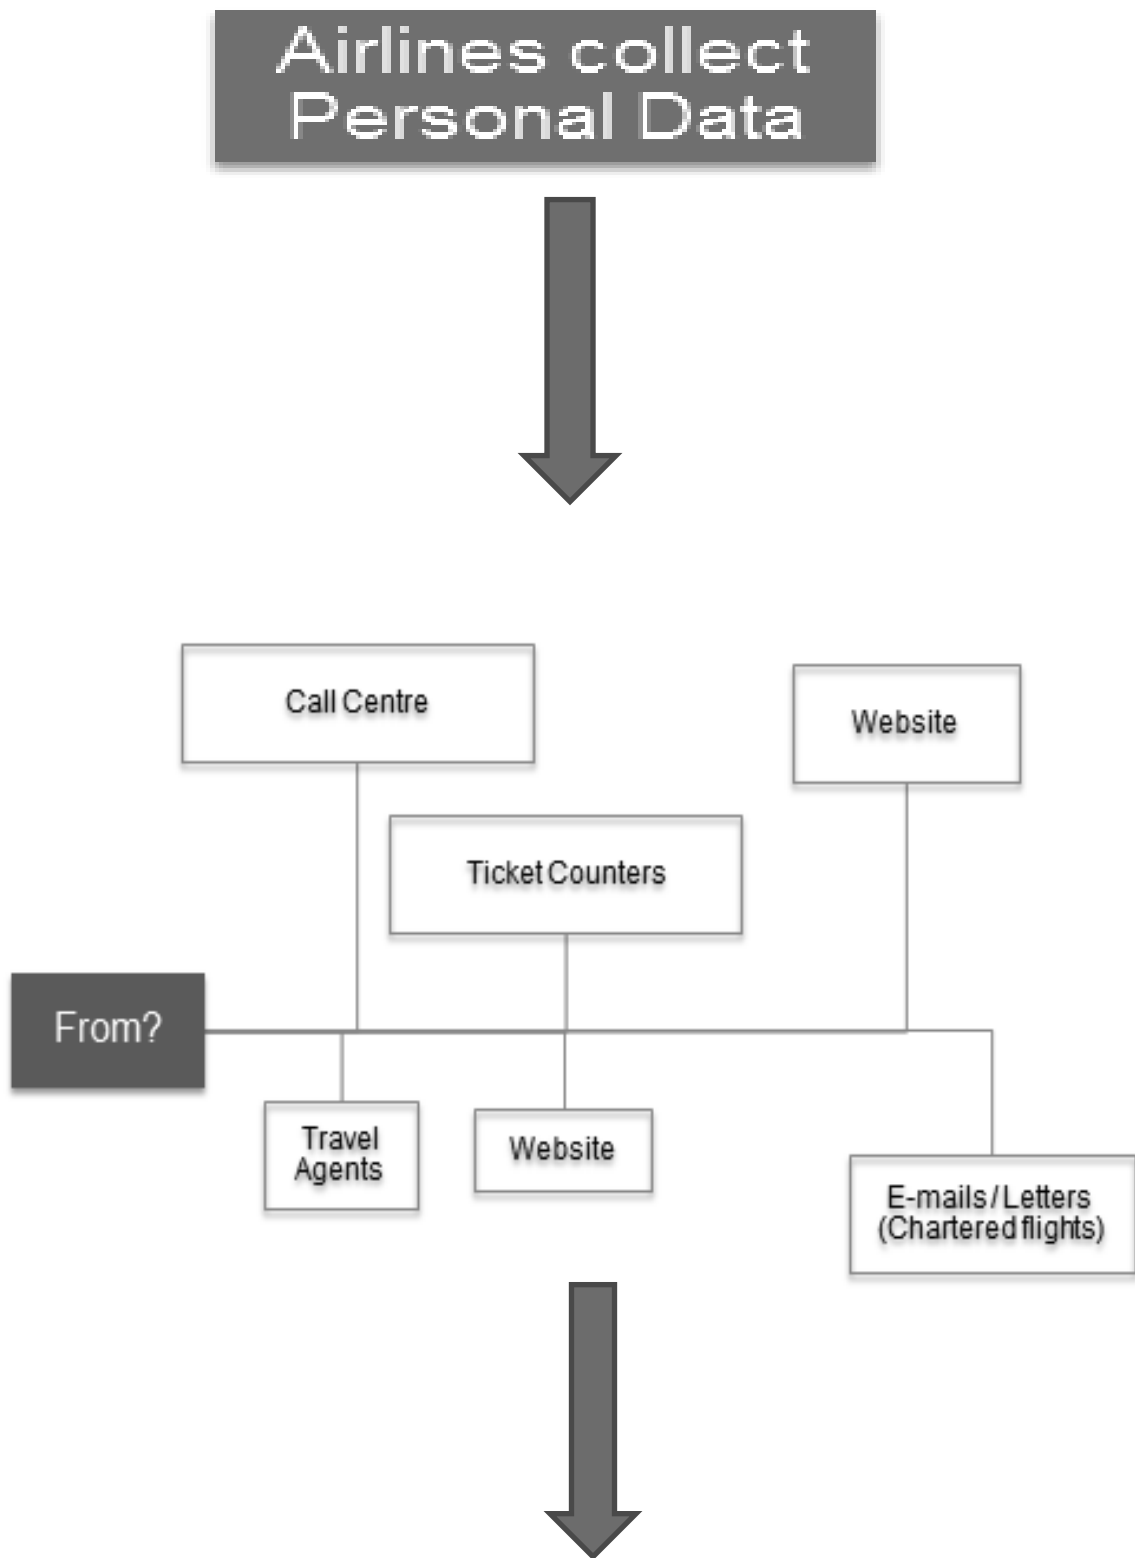 Airlines collect
Personal Data
Call Centre
Website
Ticket Counters
From?
Travel
Agents
Website
E-mails / Letters
(Chartered flights)